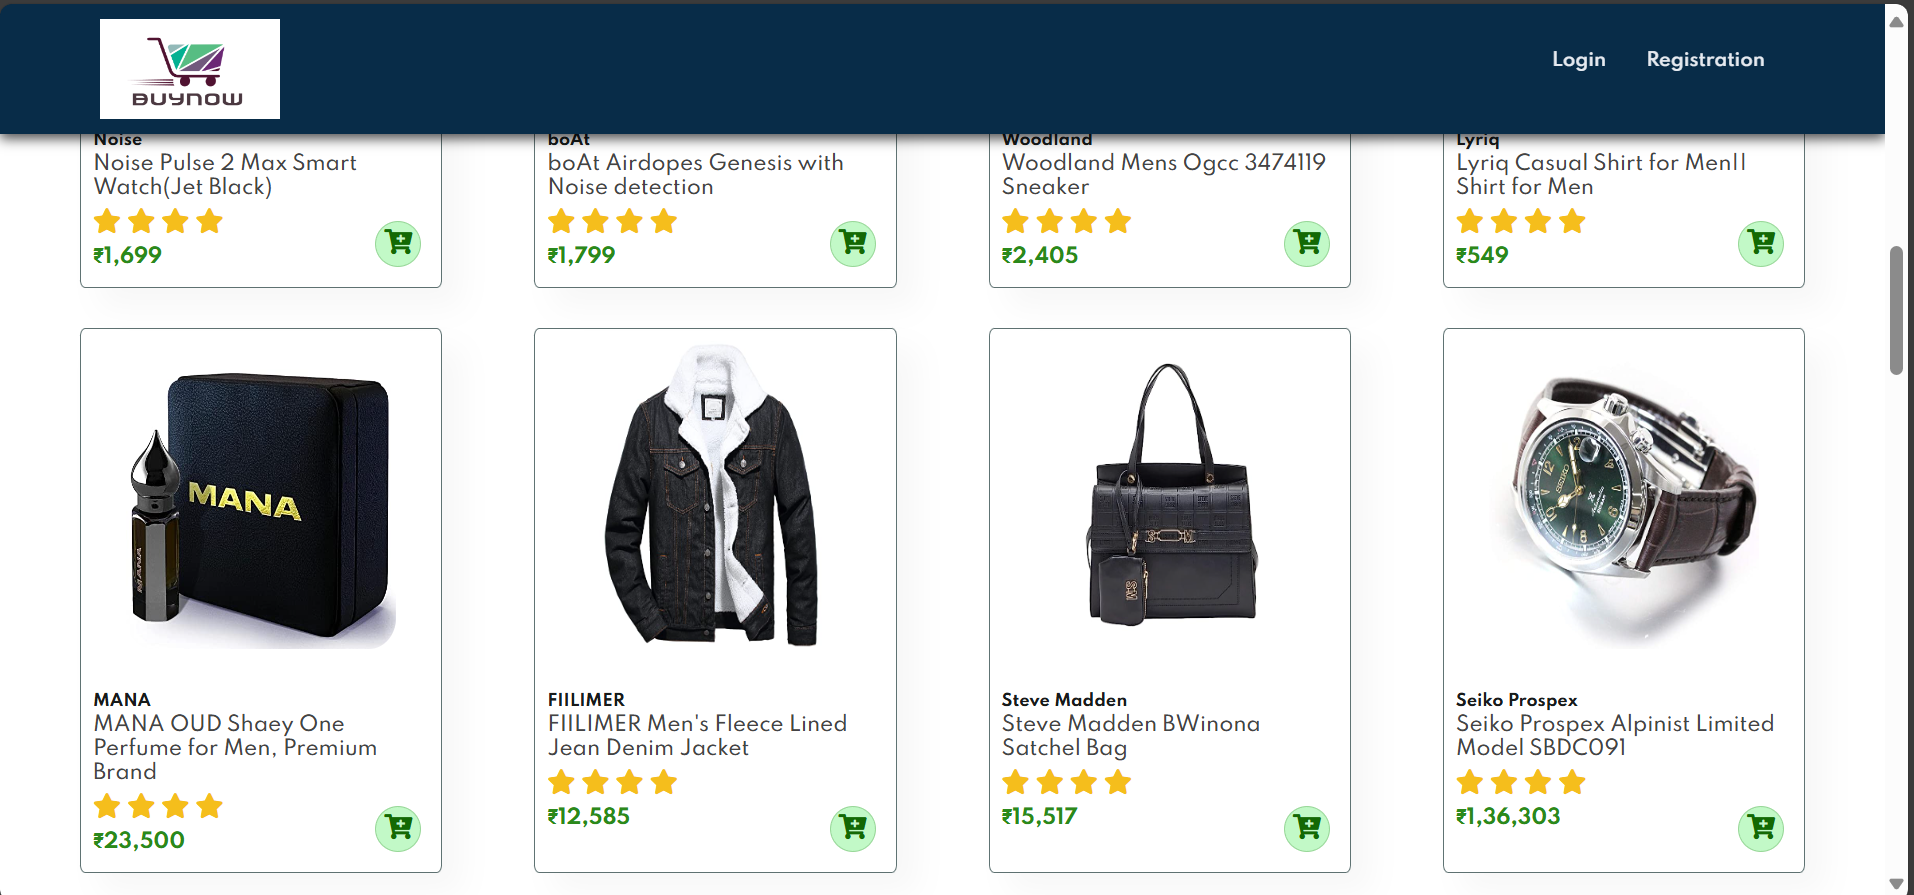 BUYNOW
Login
Registration
Noise
Noise Pulse 2 Max Smart
Watch(Jet Black)
₹1,699
boAt
boAt Airdopes Genesis with
Noise detection
₹1,799
Woodland
Woodland Mens Ogcc 3474119
Sneaker
₹2,405
Lyriq
Lyriq Casual Shirt for Men||
Shirt for Men
₹549
MANA
MANA
MANA
MANA OUD Shaey One
Perfume for Men, Premium
Brand
₹23,500
FIILIMER
FIILIMER Men's Fleece Lined
Jean Denim Jacket
₹12,585
Steve Madden
Steve Madden BWinona
Satchel Bag
₹15,517
SEIKO
Seiko Prospex
Seiko Prospex Alpinist Limited
Model SBDC091
₹1,36,303